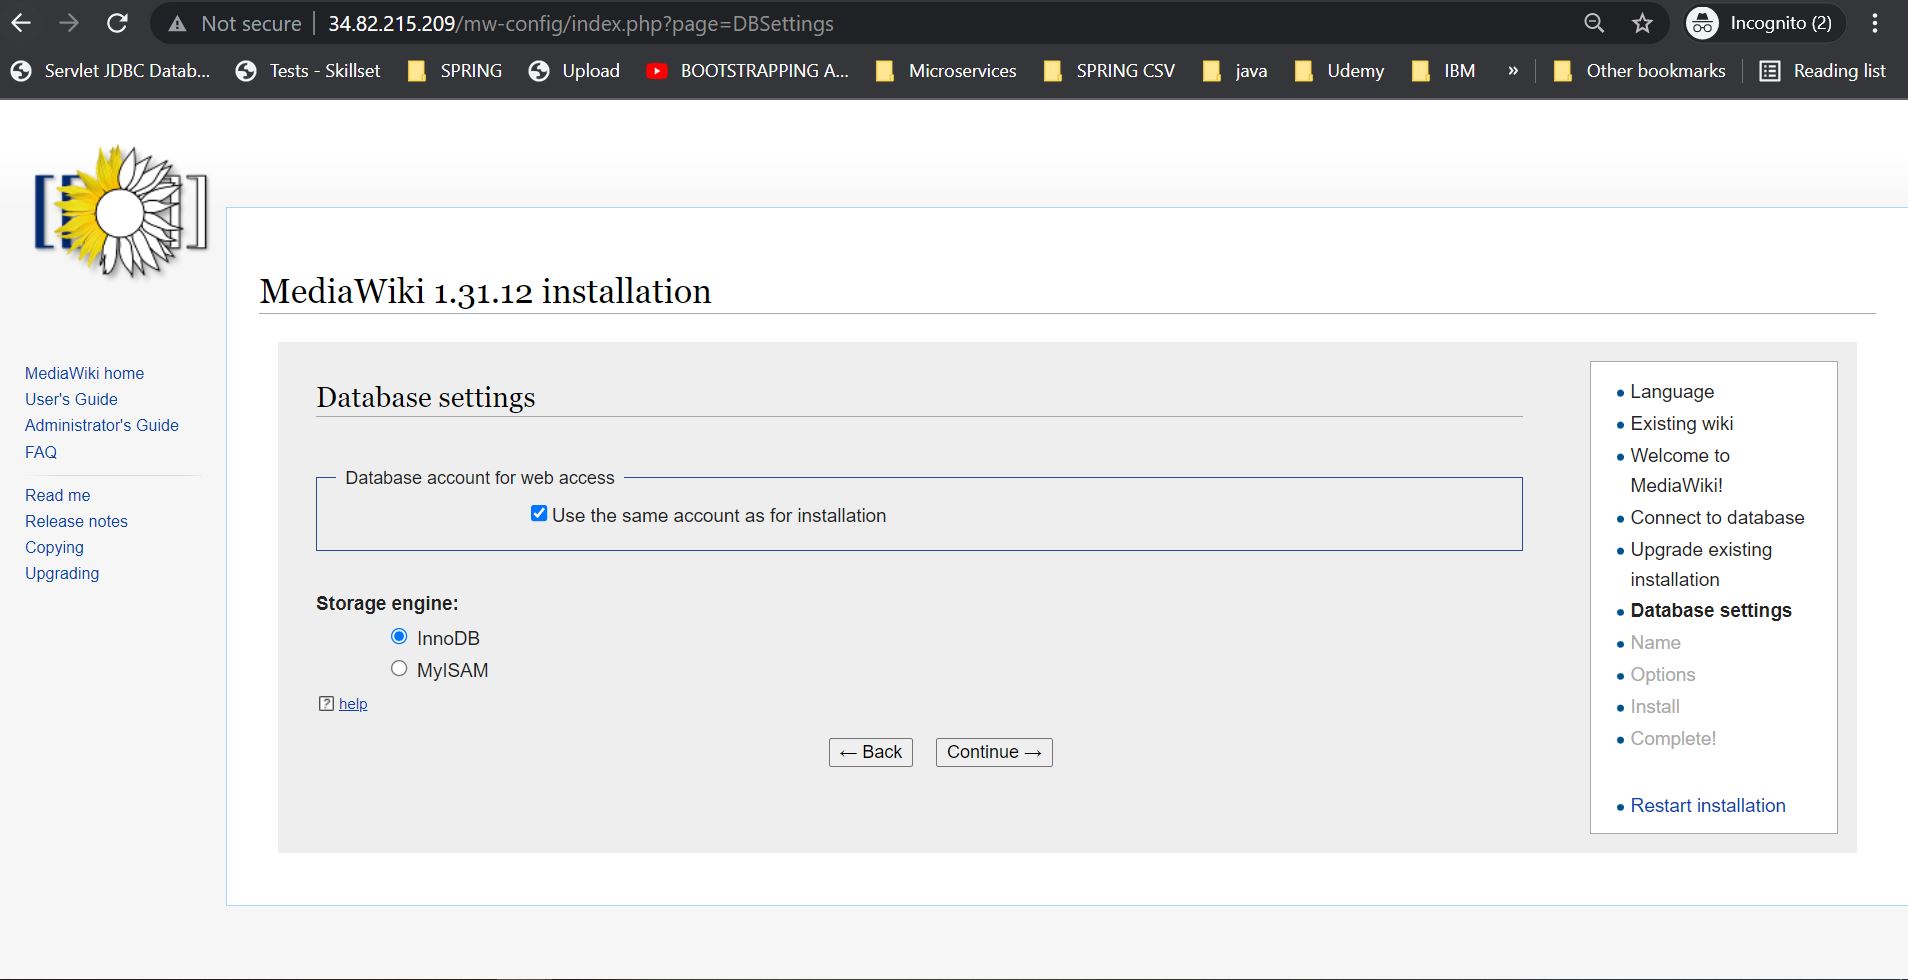 Not secure
34.82.215.209/mw-config/index.php?page=DBSettings
Incognito (2)
Servlet JDBC Datab...
Tests - Skillset
SPRING
Upload
BOOTSTRAPPING A...
Microservices
SPRING CSV
java
Udemy
IBM
»
Other bookmarks
Reading list
MediaWiki home
User's Guide
Administrator's Guide
FAQ
Read me
Release notes
Copying
Upgrading
MediaWiki 1.31.12 installation
Database settings
Database account for web access
Use the same account as for installation
Storage engine:
InnoDB
MyISAM
? help
← Back
Continue →
Language
Existing wiki
Welcome to
MediaWiki!
Connect to database
Upgrade existing
installation
Database settings
Name
Options
Install
Complete!
Restart installation